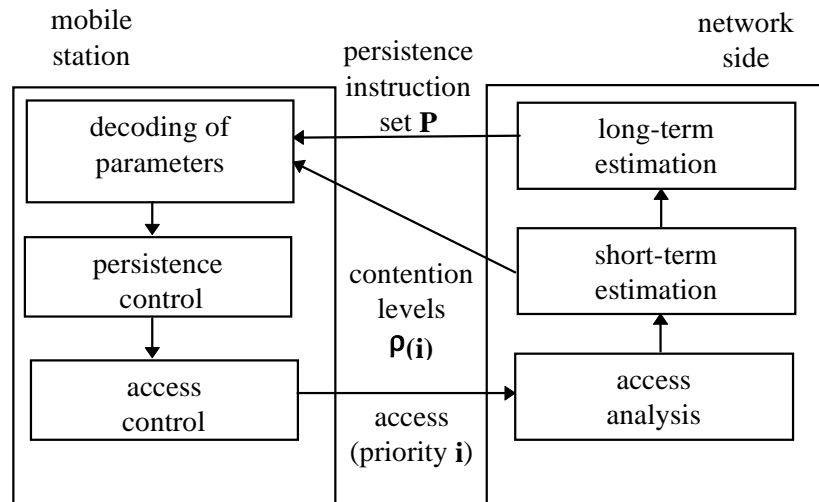 mobile
station
persistence
instruction
set P
network
side
decoding of
parameters
long-term
estimation
persistence
control
contention
levels
ρ(i)
short-term
estimation
access
control
access
(priority i)
access
analysis